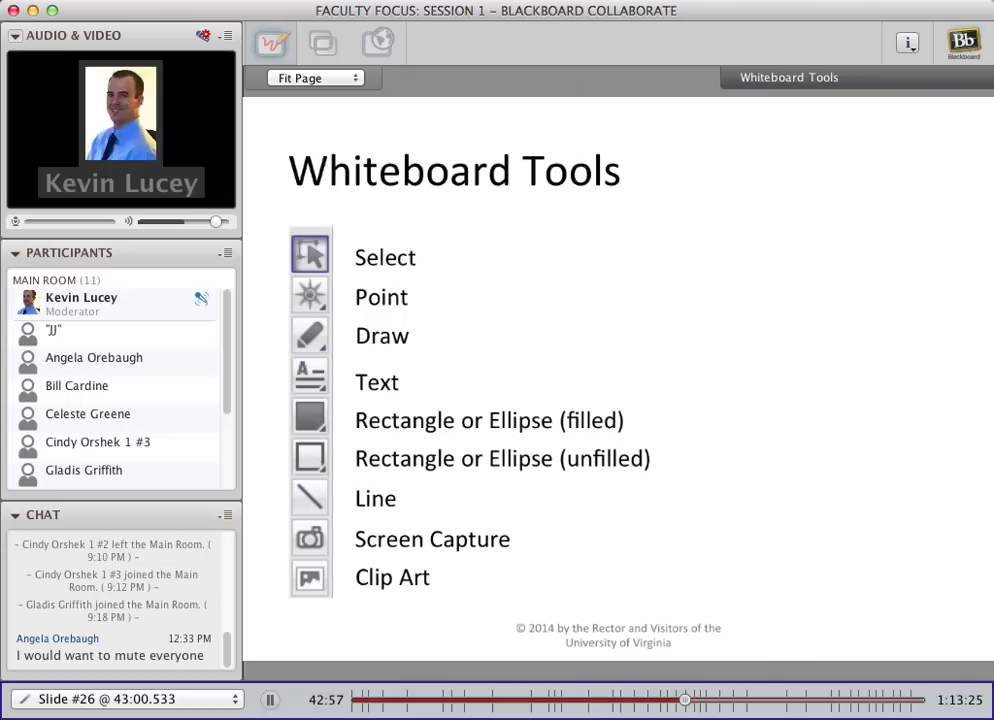 FACULTY FOCUS: SESSION 1 – BLACKBOARD COLLABORATE
AUDIO & VIDEO
Kevin Lucey
PARTICIPANTS
MAIN ROOM (11)
Kevin Lucey
Moderator
"JJ"
Angela Orebaugh
Bill Cardine
Celeste Greene
Cindy Orshek 1 #3
Gladis Griffith
CHAT
– Cindy Orshek 1 #2 left the Main Room. (
9:10 PM ) –
– Cindy Orshek 1 #3 joined the Main
Room. ( 9:12 PM ) –
– Gladis Griffith joined the Main Room. (
9:18 PM ) –
Angela Orebaugh 12:33 PM
I would want to mute everyone
i
Bb
Blackboard
Fit Page
Whiteboard Tools
Whiteboard Tools
Select
Point
Draw
A
Text
Rectangle or Ellipse (filled)
Rectangle or Ellipse (unfilled)
Line
Screen Capture
Clip Art
© 2014 by the Rector and Visitors of the
University of Virginia
Slide #26 @ 43:00.533
42:57
1:13:25